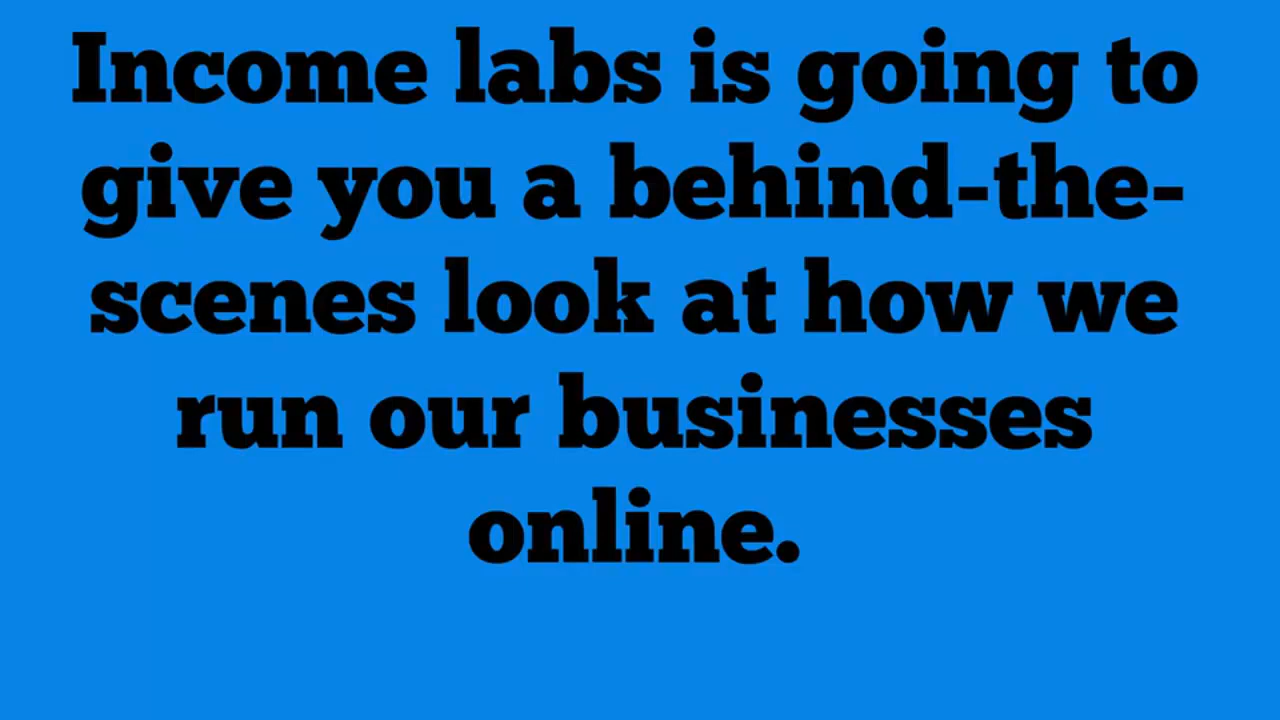 Income labs is going to
give you a behind-the-
scenes look at how we
run our businesses
online.